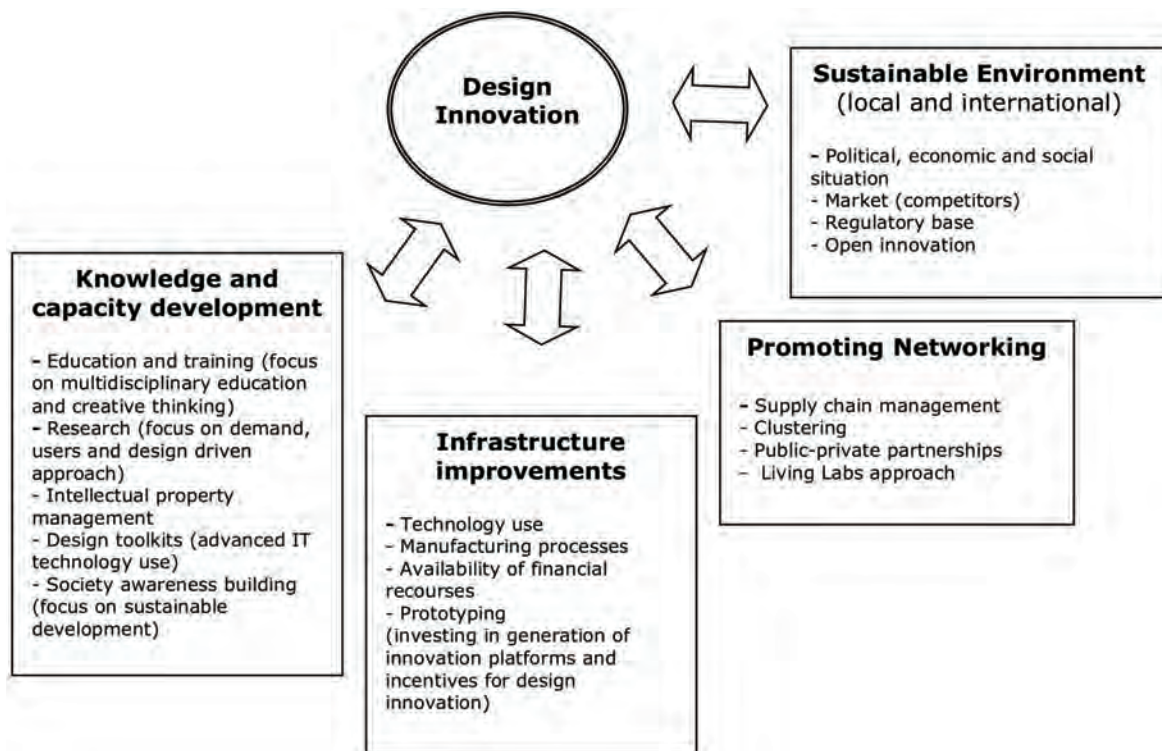 Design
Innovation
Sustainable Environment
(local and international)
- Political, economic and social
situation
- Market (competitors)
- Regulatory base
- Open innovation
Knowledge and
capacity development
- Education and training (focus
on multidisciplinary education
and creative thinking)
- Research (focus on demand,
users and design driven
approach)
- Intellectual property
management
- Design toolkits (advanced IT
technology use)
- Society awareness building
(focus on sustainable
development)
Infrastructure
improvements
- Technology use
- Manufacturing processes
- Availability of financial
recourses
- Prototyping
(investing in generation of
innovation platforms and
incentives for design
innovation)
Promoting Networking
- Supply chain management
- Clustering
- Public-private partnerships
- Living Labs approach